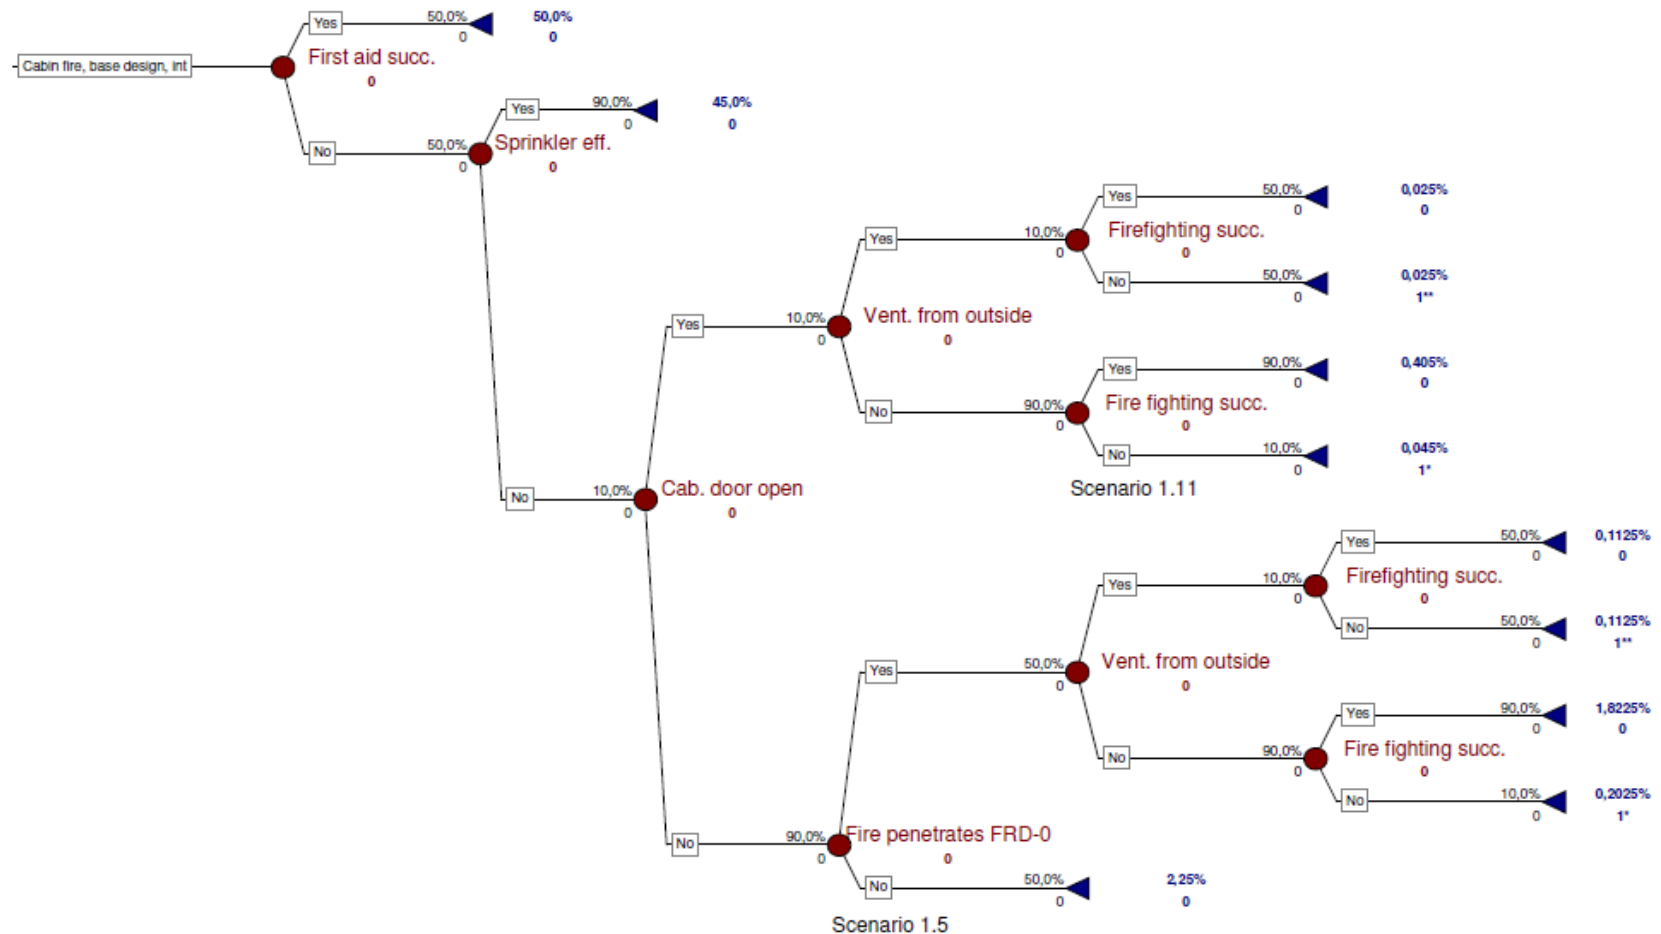 Yes 50,0% 50,0%
0 0
Cabin fire, base design, int
First aid succ.
0
Yes 90,0% 45,0%
0 0
No 50,0%
0
Sprinkler eff.
0
Yes 50,0% 0,025%
0 0
Yes 10,0%
0
Firefighting succ.
0
No 50,0% 0,025%
0 1**
Yes 10,0%
0
Vent. from outside
0
Yes 90,0% 0,405%
0 0
No 90,0%
0
Fire fighting succ.
0
No 10,0% 0,045%
0 1*
Scenario 1.11
No 10,0%
0
Cab. door open
0
Yes 50,0% 0,1125%
0 0
Yes 10,0%
0
Firefighting succ.
0
No 50,0% 0,1125%
0 1**
Yes 50,0%
0
Vent. from outside
0
Yes 90,0% 1,8225%
0 0
No 90,0%
0
Fire fighting succ.
0
No 10,0% 0,2025%
0 1*
No 90,0%
0
Fire penetrates FRD-0
0
No 50,0% 2,25%
0 0
Scenario 1.5